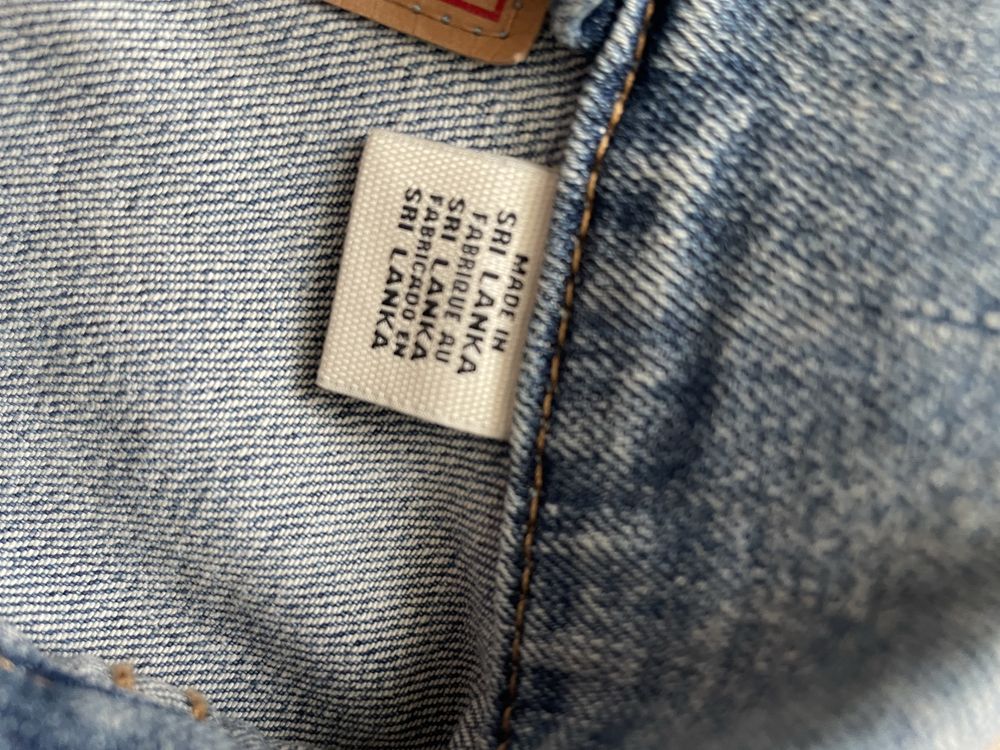 MADE IN
SRI LANKA
FABRIQUE AU
SRI LANKA
FABRICADO EN
SRI LANKA